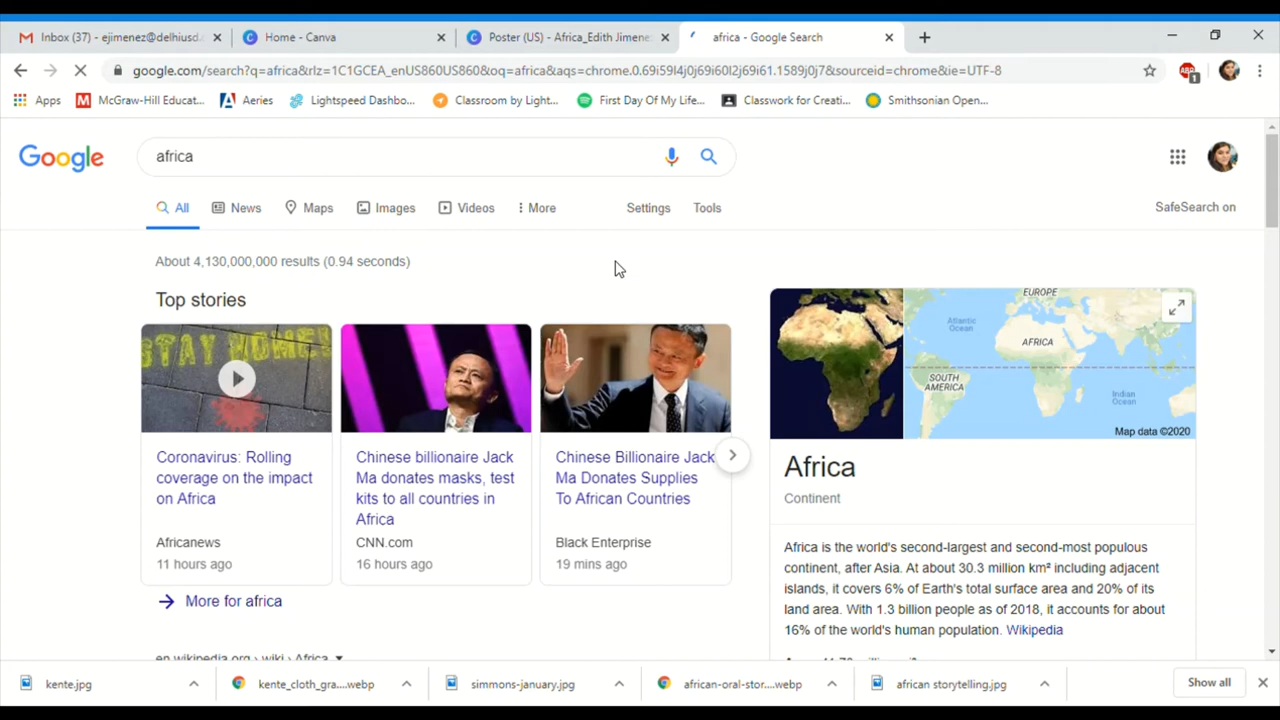 Inbox (37) - ejimenez@delhiusd.
Home - Canva
Poster (US) - Africa_Edith Jimene
africa - Google Search
google.com/search?q=africa&rlz=1C1GCEA_enUS860US860&oq=africa&aqs=chrome.0.69i59l4j0j69i60l2j69i61.1589j0j7&sourceid=chrome&ie=UTF-8
ABP
1
Apps
McGraw-Hill Educat...
Aeries
Lightspeed Dashbo...
Classroom by Light...
First Day Of My Life...
Classwork for Creati...
Smithsonian Open...
Google
africa
All
News
Maps
Images
Videos
More
Settings
Tools
SafeSearch on
About 4,130,000,000 results (0.94 seconds)
Top stories
STAY HOME!
Coronavirus: Rolling
coverage on the impact
on Africa
Africanews
11 hours ago
Chinese billionaire Jack
Ma donates masks, test
kits to all countries in
Africa
CNN.com
16 hours ago
Chinese Billionaire Jack
Ma Donates Supplies
To African Countries
Black Enterprise
19 mins ago
More for africa
en.wikipedia.org › wiki › Africa
EUROPE
Atlantic
Ocean
AFRICA
SOUTH
AMERICA
Indian
Ocean
Map data ©2020
Africa
Continent
Africa is the world's second-largest and second-most populous
continent, after Asia. At about 30.3 million km² including adjacent
islands, it covers 6% of Earth's total surface area and 20% of its
land area. With 1.3 billion people as of 2018, it accounts for about
16% of the world's human population. Wikipedia
kente.jpg
kente_cloth_gra....webp
simmons-january.jpg
african-oral-stor....webp
african storytelling.jpg
Show all